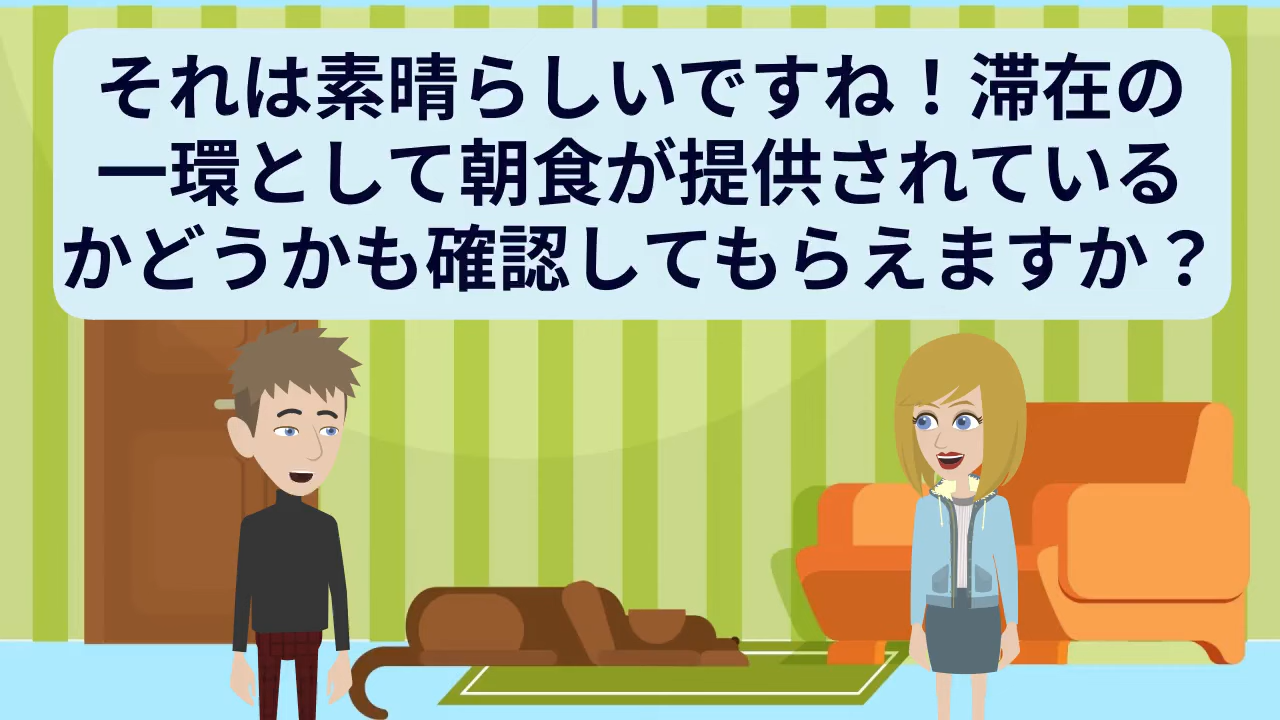 それは素晴らしいですね！滞在の
一環として朝食が提供されている
かどうかも確認してもらえますか？